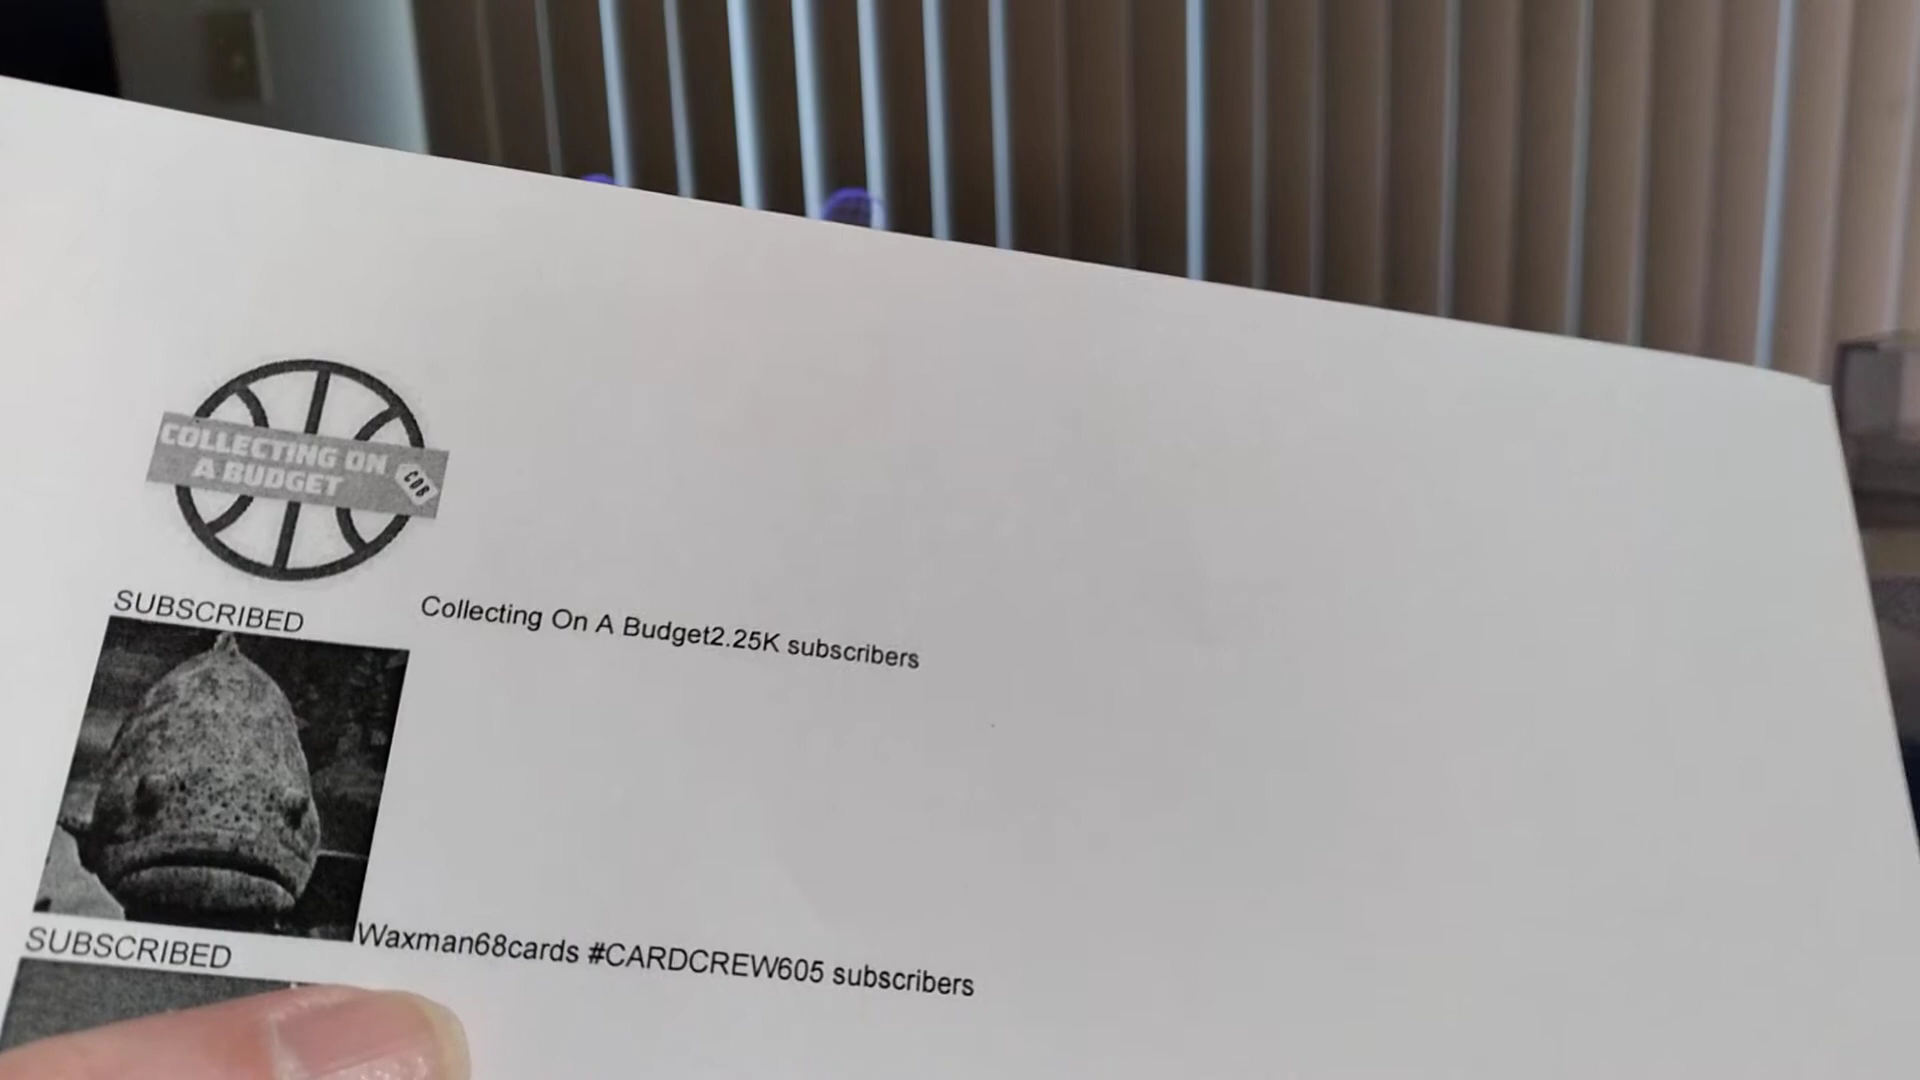 COLLECTING ON
A BUDGET
COB
SUBSCRIBED
Collecting On A Budget2.25K subscribers
SUBSCRIBED
Waxman68cards #CARDCREW605 subscribers